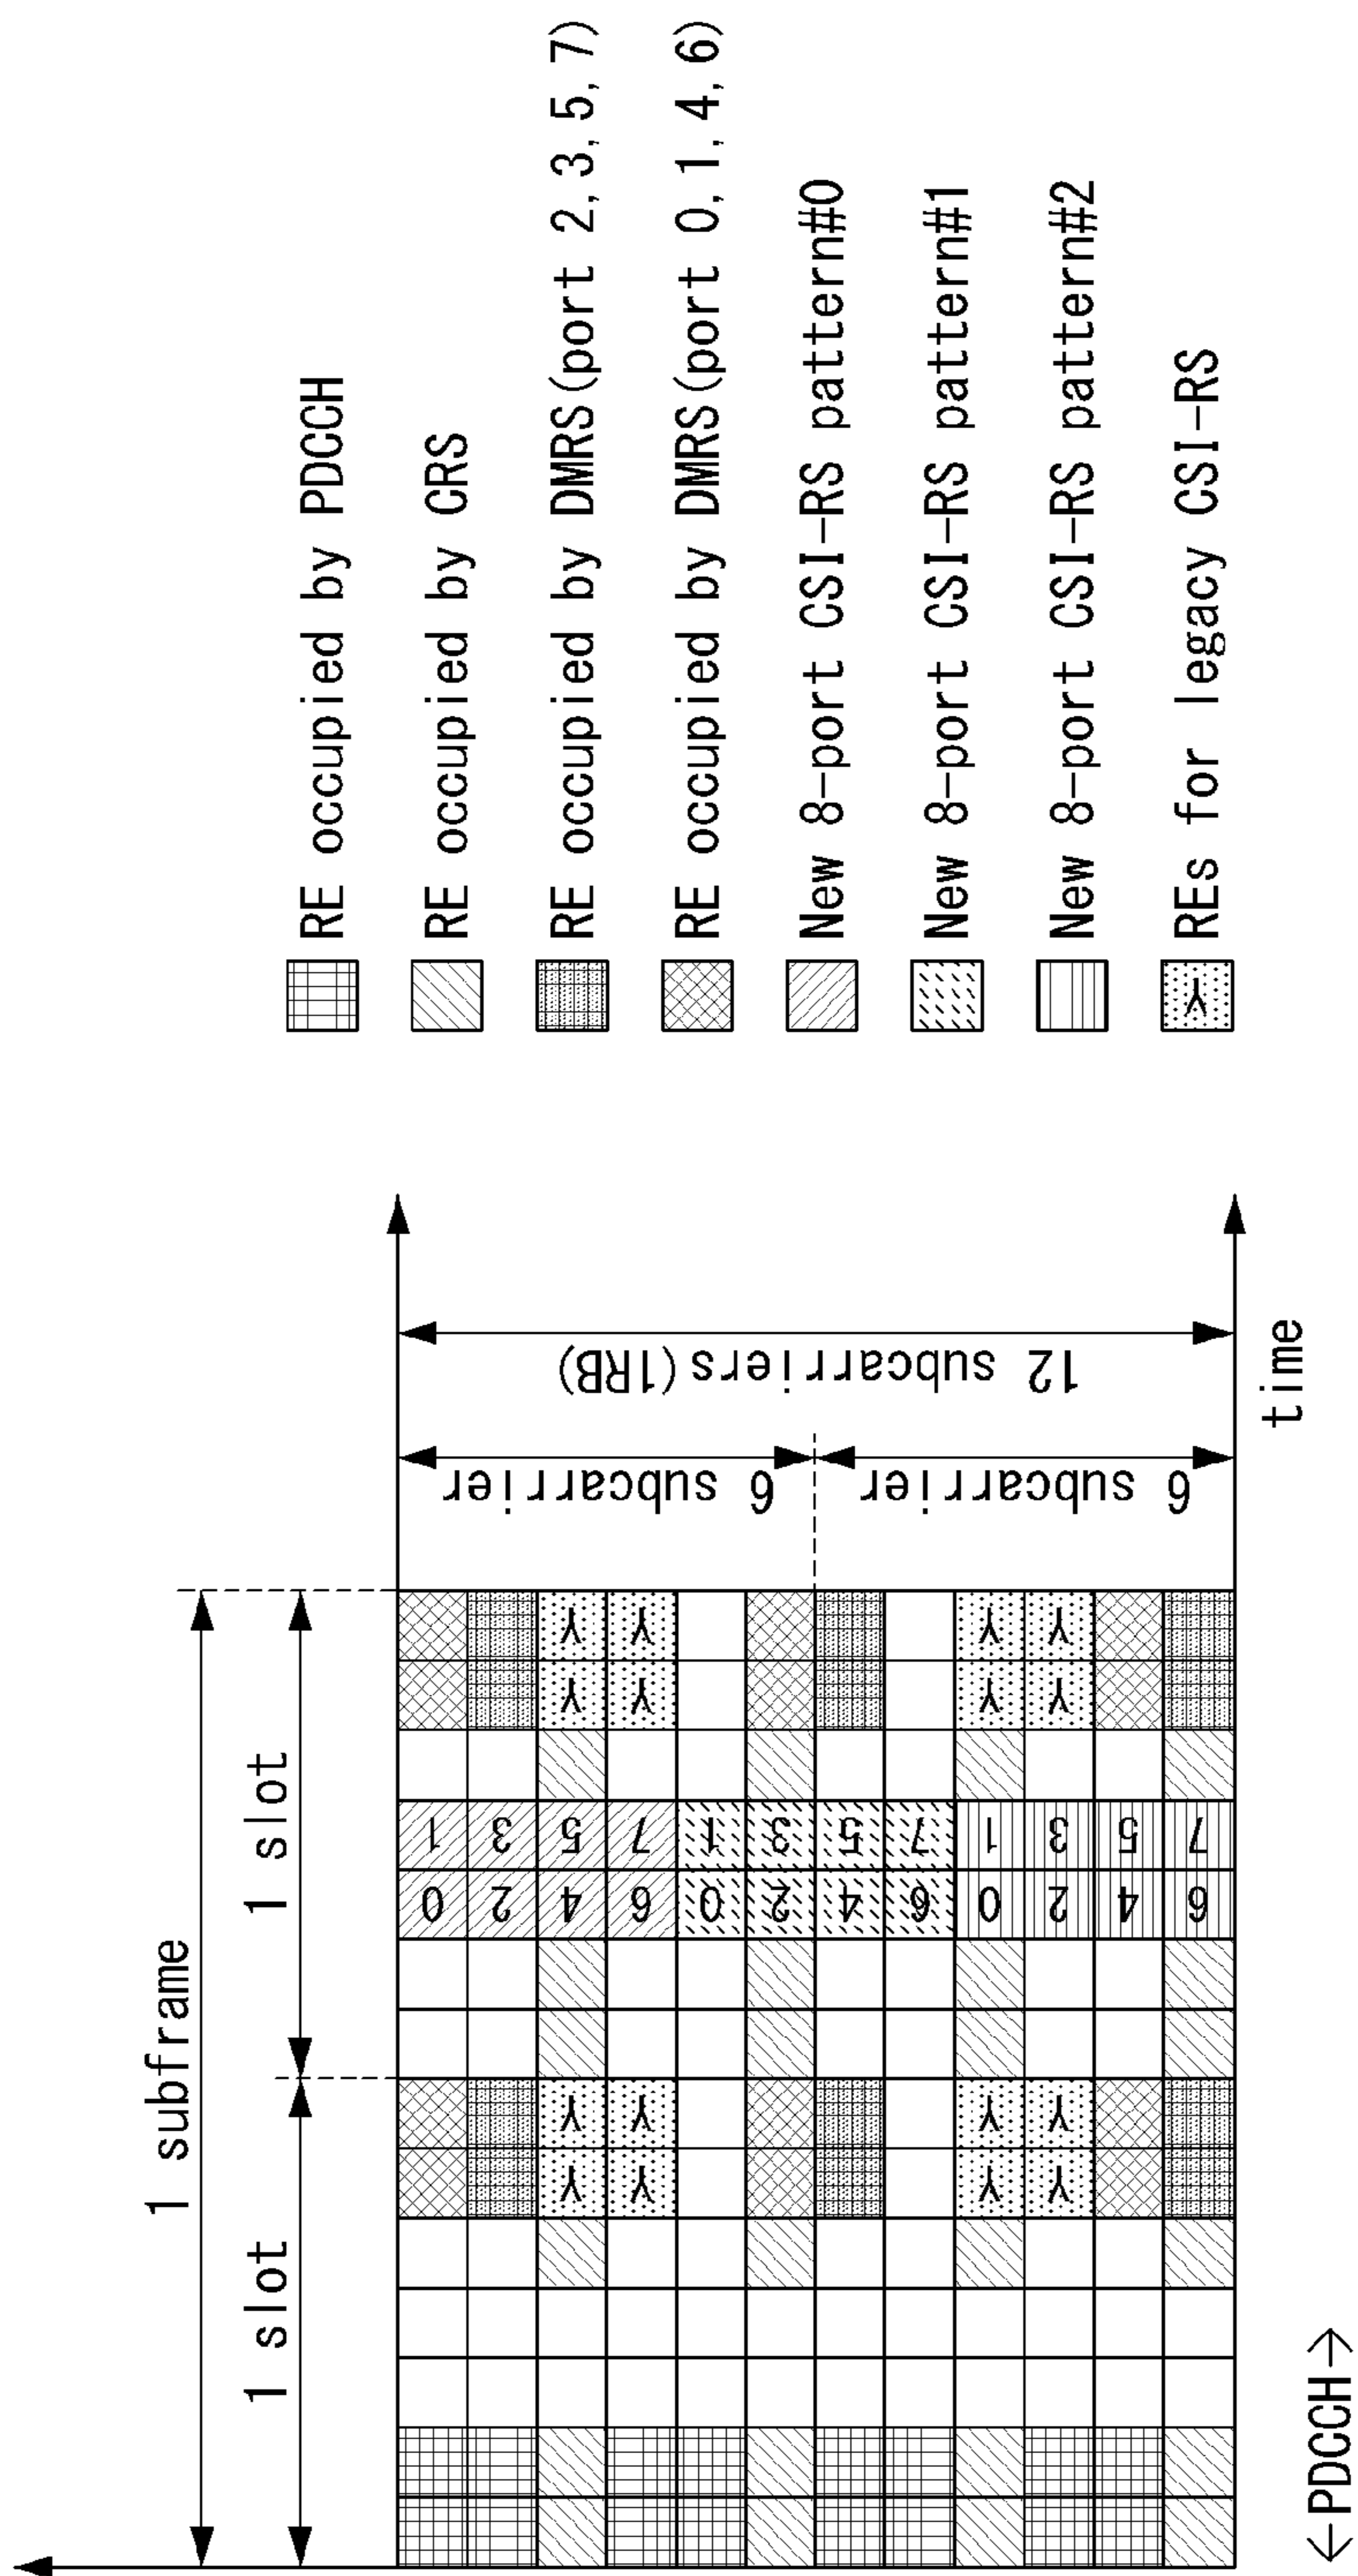 1 subframe
1 slot
1 slot
0 1
2 3
Y Y 4 5 Y Y
Y Y 6 7 Y Y
0 1
2 3
4 5
6 7
Y Y 0 1 Y Y
Y Y 2 3 Y Y
4 5
6 7
6 subcarrier
6 subcarrier
12 subcarriers(1RB)
time
←PDCCH→
RE occupied by PDCCH
RE occupied by CRS
RE occupied by DMRS(port 2, 3, 5, 7)
RE occupied by DMRS(port 0, 1, 4, 6)
New 8-port CSI-RS pattern#0
New 8-port CSI-RS pattern#1
New 8-port CSI-RS pattern#2
Y REs for legacy CSI-RS